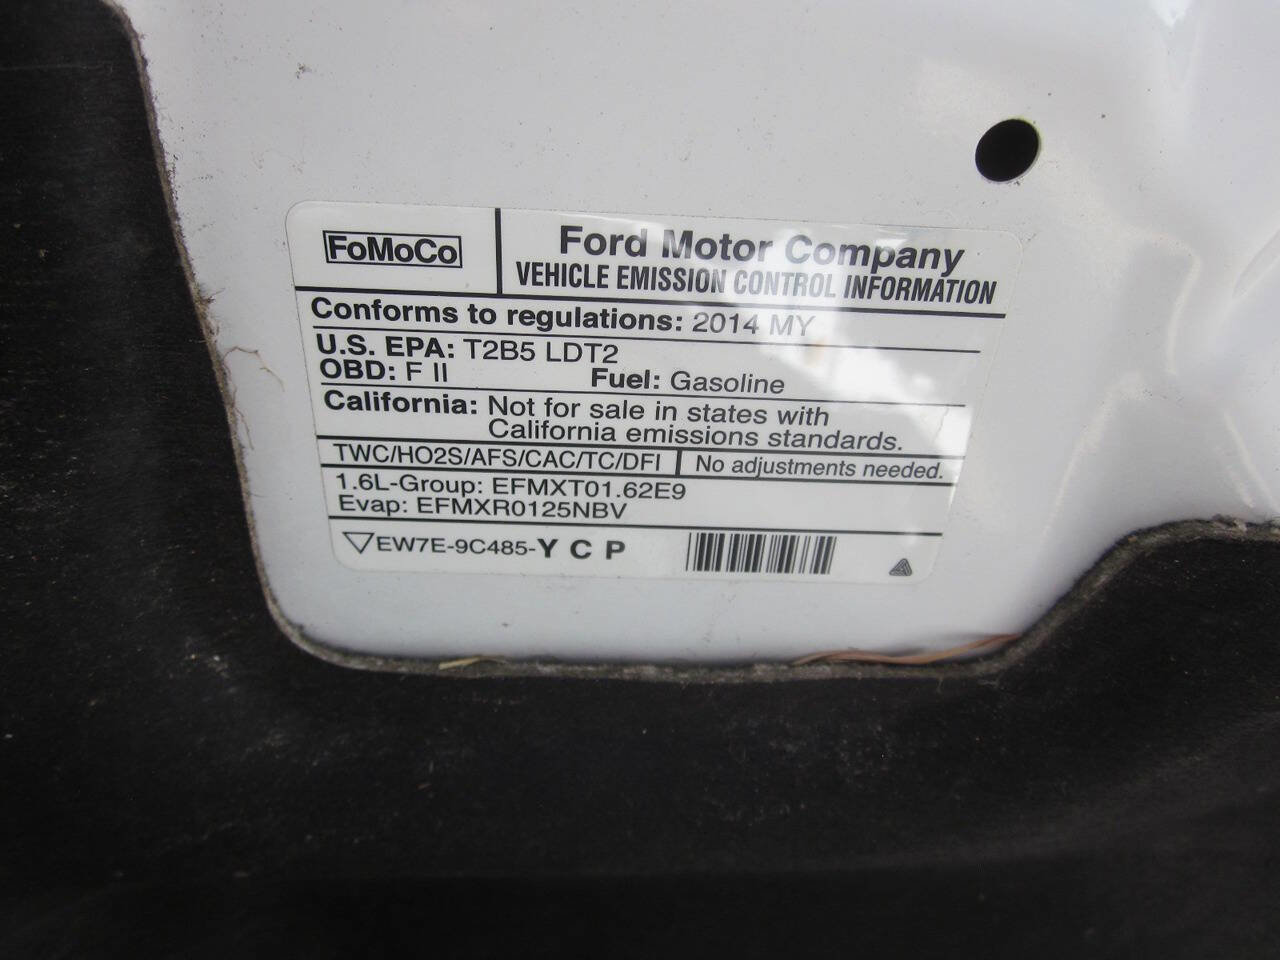 FoMoCo
Ford Motor Company
VEHICLE EMISSION CONTROL INFORMATION
Conforms to regulations: 2014 MY
U.S. EPA: T2B5 LDT2
OBD: F II Fuel: Gasoline
California: Not for sale in states with
California emissions standards.
TWC/HO2S/AFS/CAC/TC/DFI No adjustments needed.
1.6L-Group: EFMXT01.62E9
Evap: EFMXR0125NBV
EW7E-9C485-Y C P